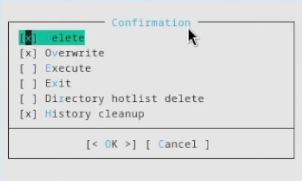 Confirmation
[x] elete
[x] Overwrite
[ ] Execute
[ ] Exit
[ ] Directory hotlist delete
[x] History cleanup
[< OK >] [ Cancel ]